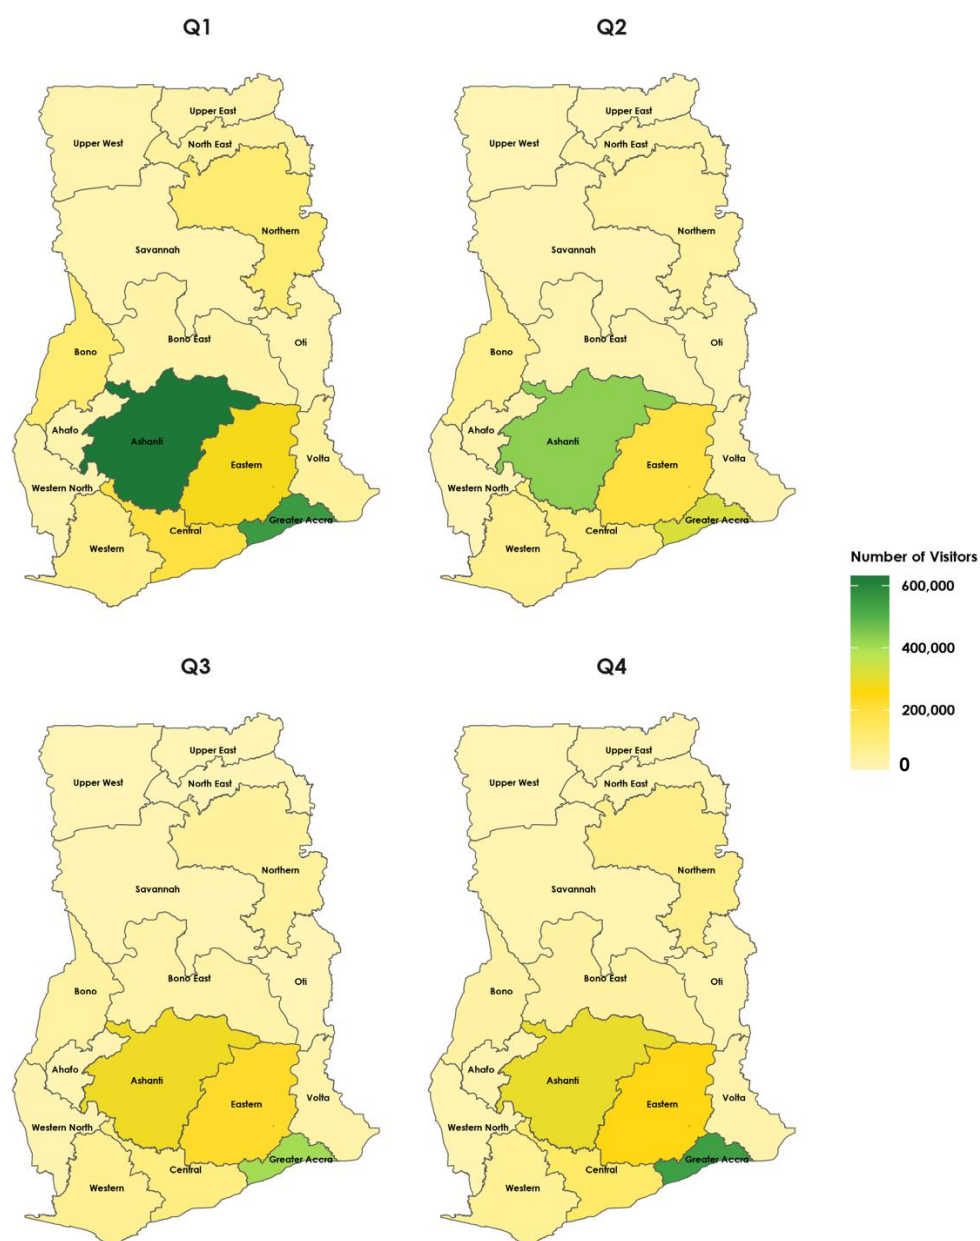 Q1
Upper East
Upper West
North East
Northern
Savannah
Bono
Bono East
Oti
Ahafo
Ashanti
Eastern
Volta
Western North
Greater Accra
Central
Western
Q2
Upper East
Upper West
North East
Northern
Savannah
Bono
Bono East
Oti
Ahafo
Ashanti
Eastern
Volta
Western North
Greater Accra
Central
Western
Number of Visitors
600,000
400,000
200,000
0
Q3
Upper East
Upper West
North East
Northern
Savannah
Bono East
Oti
Bono
Ahafo
Ashanti
Eastern
Volta
Western North
Greater Accra
Central
Western
Q4
Upper East
Upper West
North East
Northern
Savannah
Bono East
Oti
Bono
Ahafo
Ashanti
Eastern
Volta
Western North
Greater Accra
Central
Western